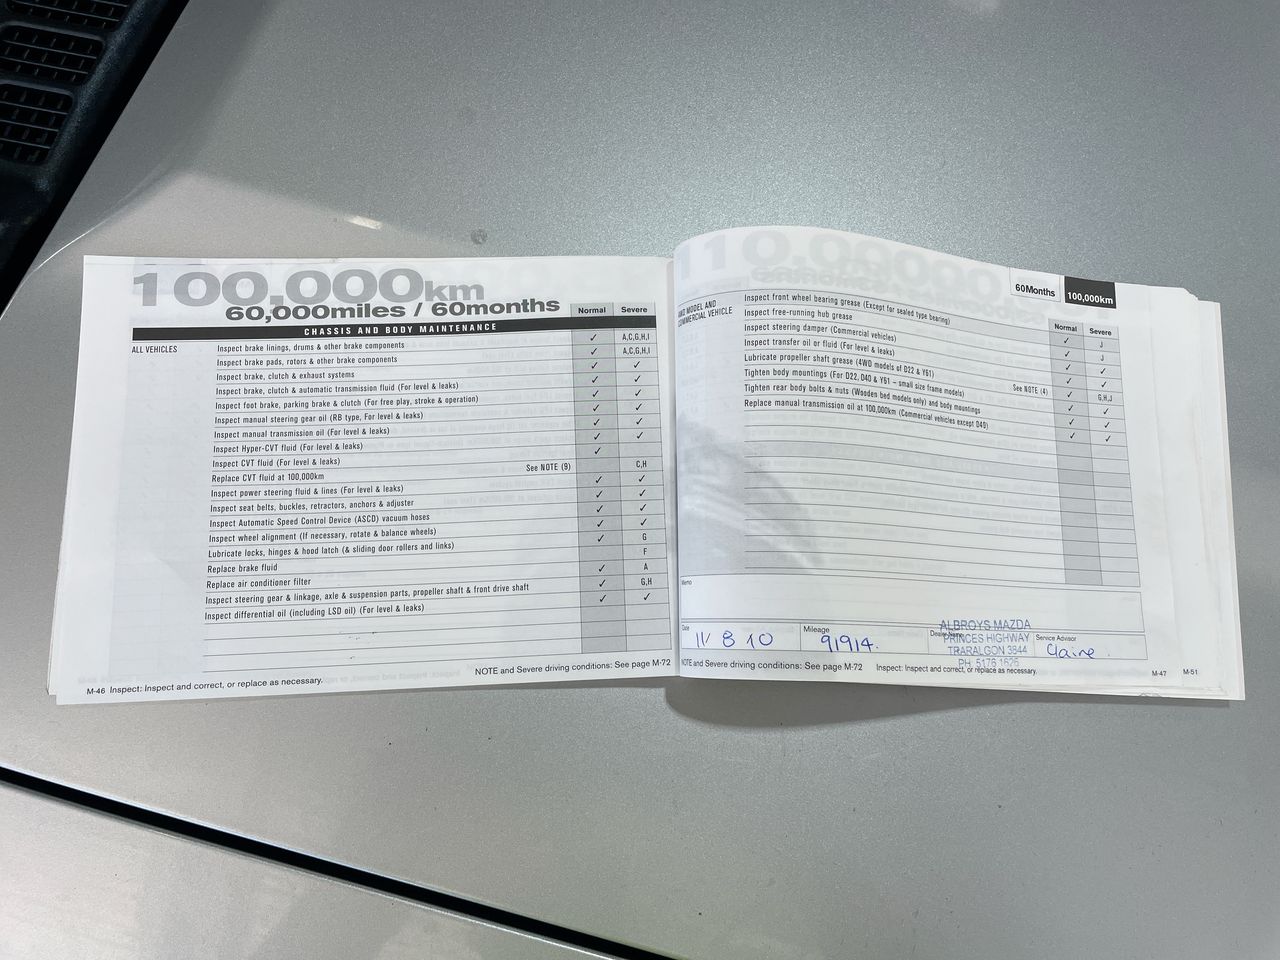 100,000km
60,000miles / 60months
Normal Severe
CHASSIS AND BODY MAINTENANCE
ALL VEHICLES
Inspect brake linings, drums & other brake components ✓ A,C,G,H,I
Inspect brake pads, rotors & other brake components ✓ A,C,G,H,I
Inspect brake, clutch & exhaust systems ✓ ✓
Inspect brake, clutch & automatic transmission fluid (For level & leaks) ✓ ✓
Inspect foot brake, parking brake & clutch (For free play, stroke & operation) ✓ ✓
Inspect manual steering gear oil (RB type, For level & leaks) ✓ ✓
Inspect manual transmission oil (For level & leaks) ✓ ✓
Inspect Hyper-CVT fluid (For level & leaks) ✓ ✓
Inspect CVT fluid (For level & leaks) ✓
Replace CVT fluid at 100,000km See NOTE (9) C,H
Inspect power steering fluid & lines (For level & leaks) ✓ ✓
Inspect seat belts, buckles, retractors, anchors & adjuster ✓ ✓
Inspect Automatic Speed Control Device (ASCD) vacuum hoses ✓ ✓
Inspect wheel alignment (If necessary, rotate & balance wheels) ✓ ✓
Lubricate locks, hinges & hood latch (& sliding door rollers and links) ✓ G
Replace brake fluid F
Replace air conditioner filter ✓ A
Inspect steering gear & linkage, axle & suspension parts, propeller shaft & front drive shaft ✓ G,H
Inspect differential oil (including LSD oil) (For level & leaks) ✓ ✓
NOTE and Severe driving conditions: See page M-72
M-46 Inspect: Inspect and correct, or replace as necessary.
60Months 100,000km
Normal Severe
MODEL AND
COMMERCIAL VEHICLE
Inspect front wheel bearing grease (Except for sealed type bearing) ✓ J
Inspect free-running hub grease ✓ J
Inspect steering damper (Commercial vehicles) ✓ ✓
Inspect transfer oil or fluid (For level & leaks) ✓ ✓
Lubricate propeller shaft grease (4WD models of D22 & Y61) ✓ G,H,J
Tighten body mountings (For D22, D40 & Y61 – small size frame models) See NOTE (4) ✓ ✓
Tighten rear body bolts & nuts (Wooden bed models only) and body mountings ✓ ✓
Replace manual transmission oil at 100,000km (Commercial vehicles except D40) ✓ ✓
Memo
Date 11/ 8 10
Mileage 91914.
Dealer Name
ALBROYS MAZDA
PRINCES HIGHWAY
TRARALGON 3844
PH. 5176 1626
Service Advisor Claire.
NOTE and Severe driving conditions: See page M-72 Inspect: Inspect and correct, or replace as necessary.
M-47 M-51